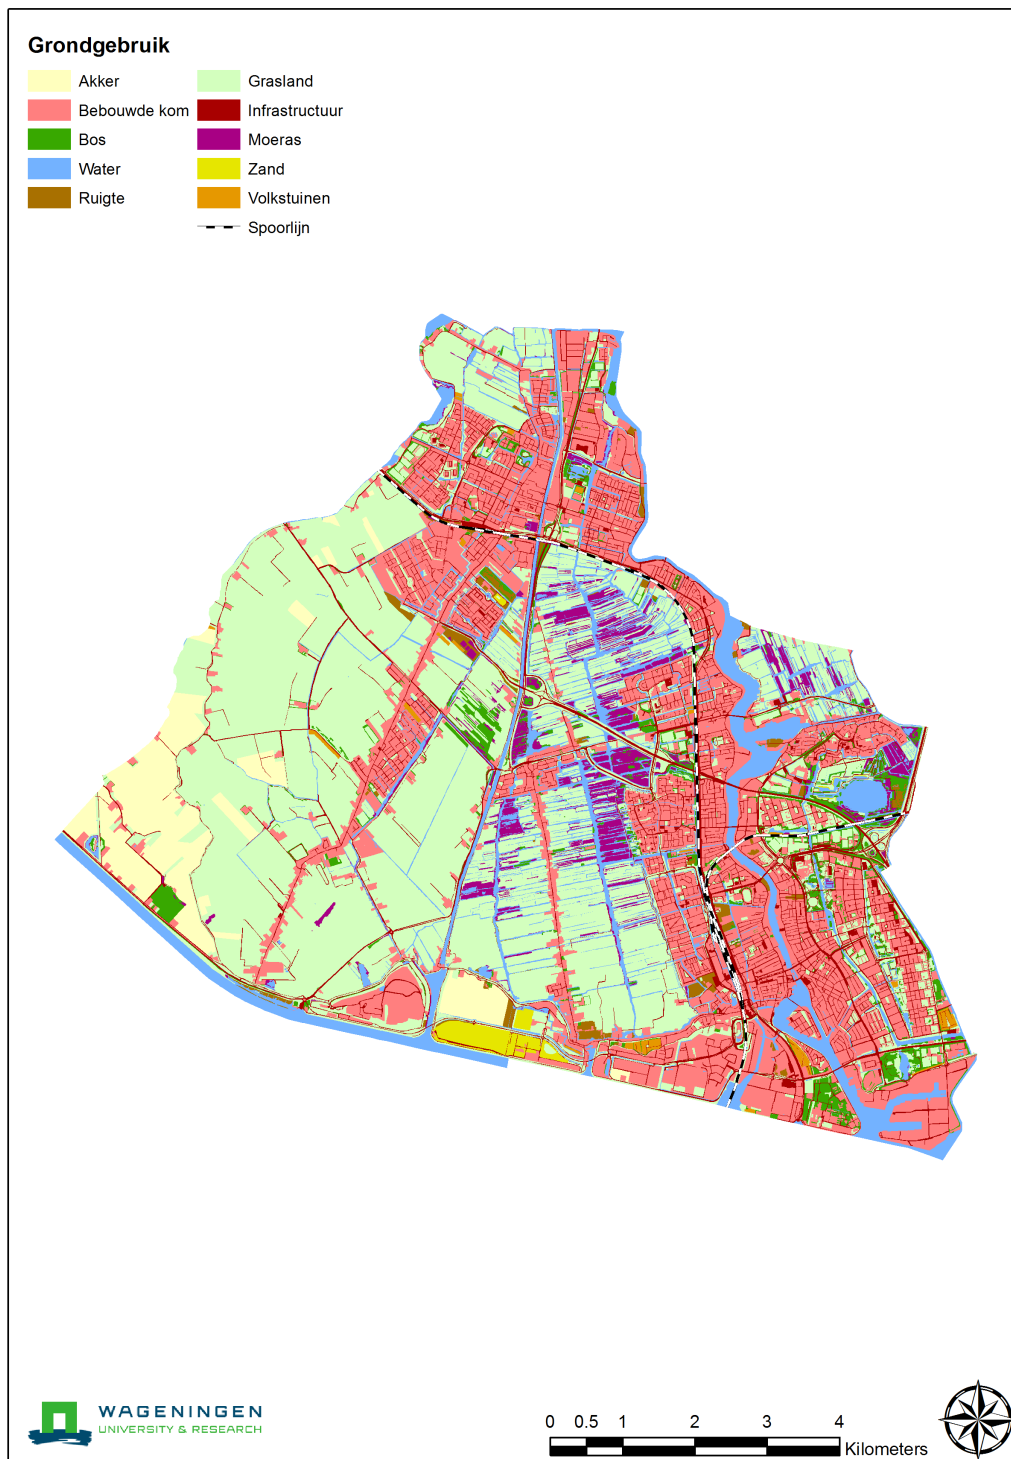 Grondgebruik
Akker
Bebouwde kom
Bos
Water
Ruigte
Grasland
Infrastructuur
Moeras
Zand
Volkstuinen
Spoorlijn
WAGENINGEN
UNIVERSITY & RESEARCH
0 0.5 1 2 3 4
Kilometers